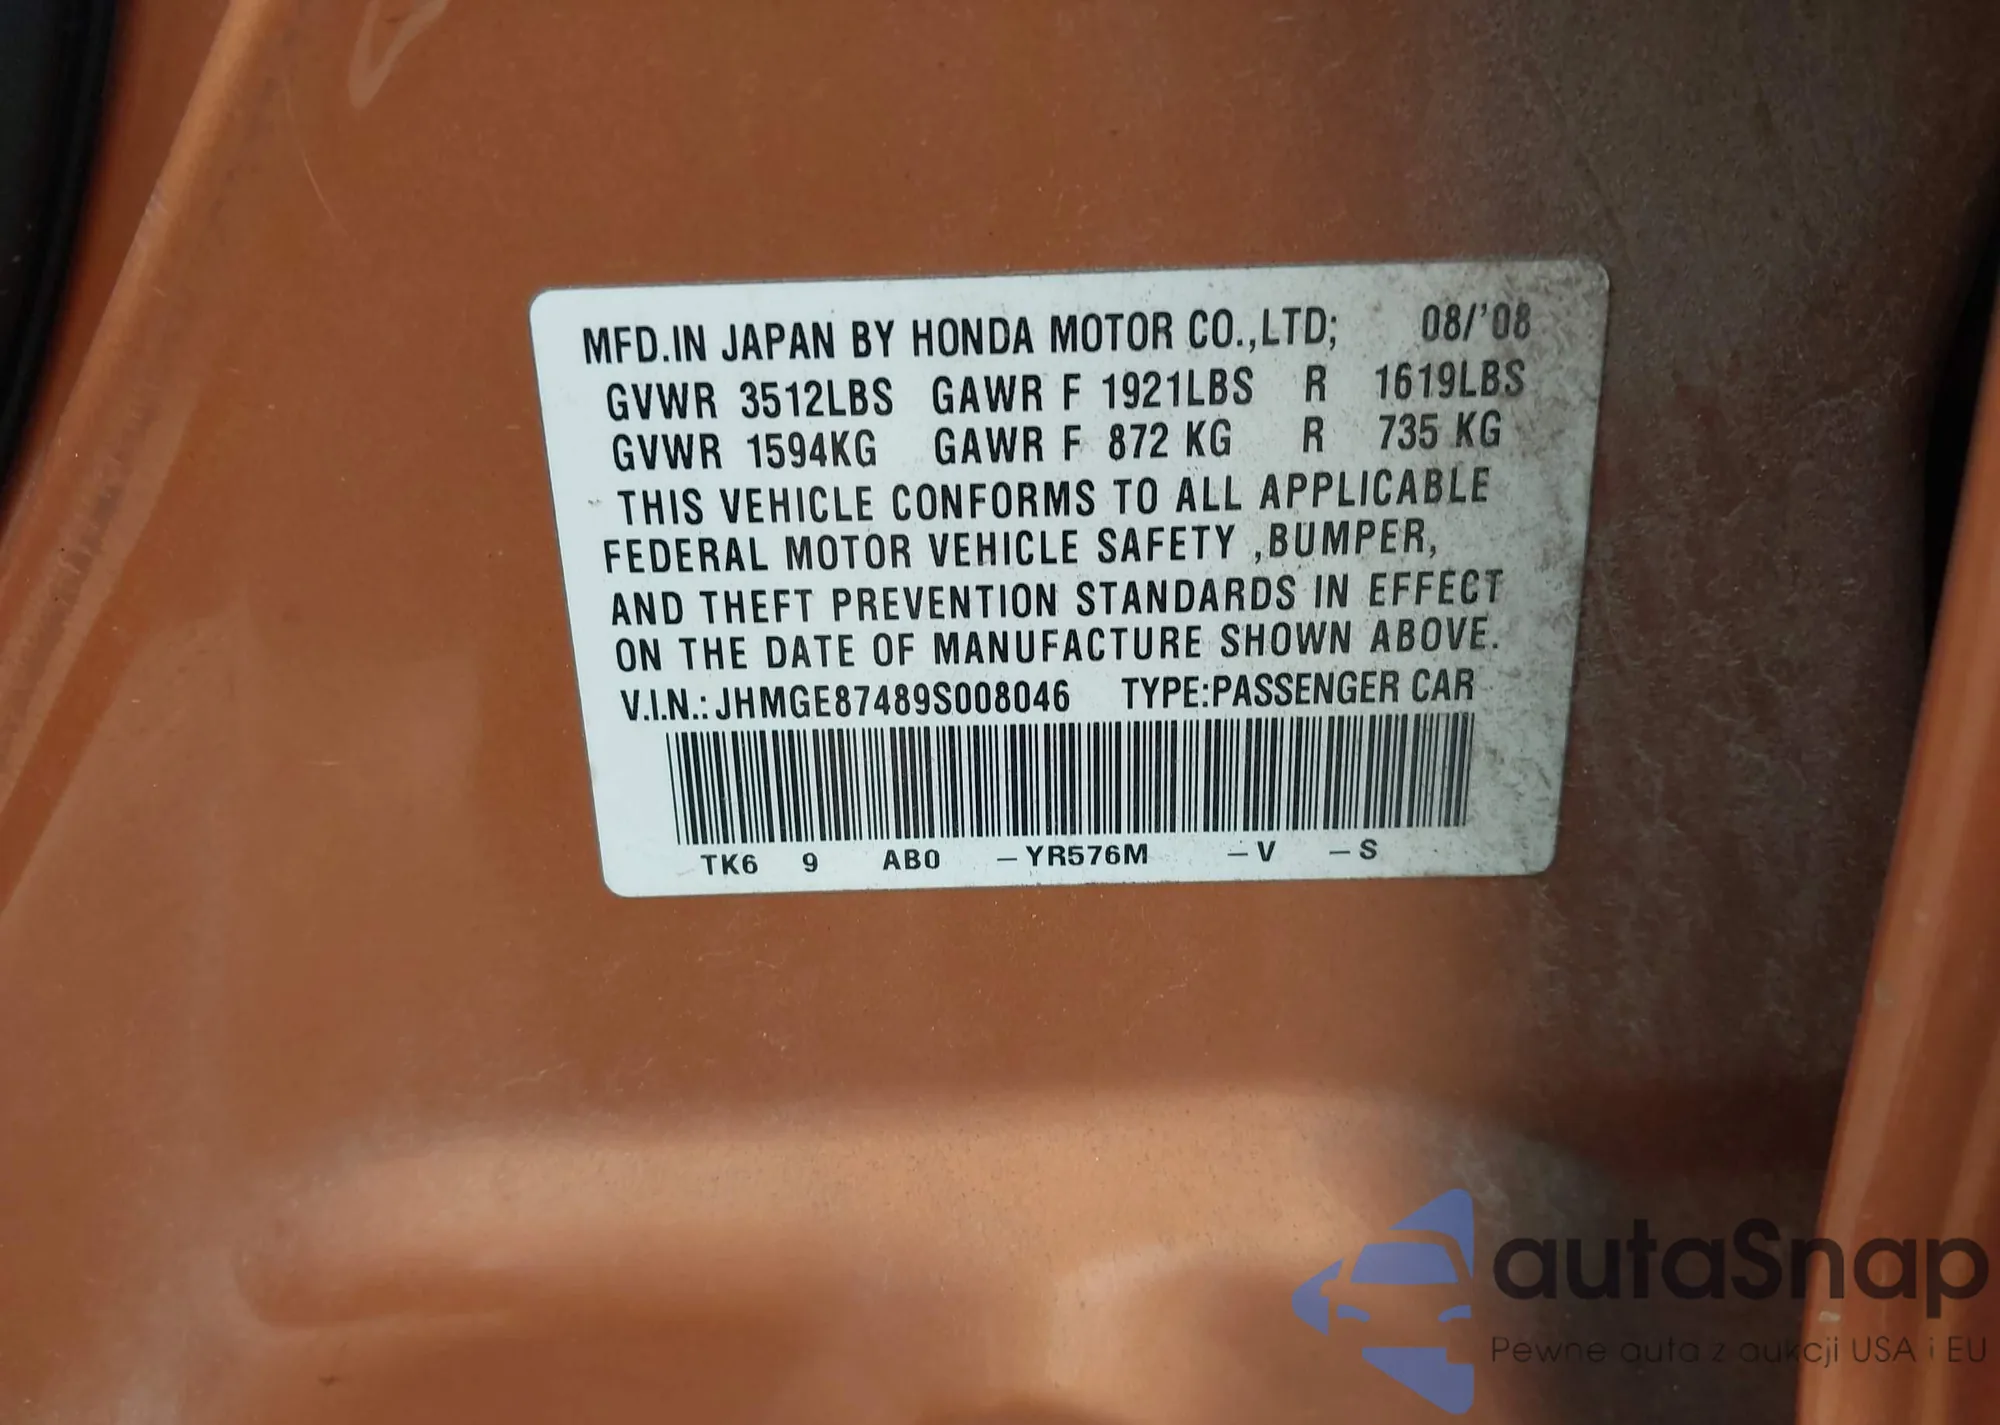 MFD.IN JAPAN BY HONDA MOTOR CO.,LTD; 08/'08
GVWR 3512LBS GAWR F 1921LBS R 1619LBS
GVWR 1594KG GAWR F 872 KG R 735 KG
THIS VEHICLE CONFORMS TO ALL APPLICABLE
FEDERAL MOTOR VEHICLE SAFETY ,BUMPER,
AND THEFT PREVENTION STANDARDS IN EFFECT
ON THE DATE OF MANUFACTURE SHOWN ABOVE.
V.I.N.: JHMGE87489S008046 TYPE:PASSENGER CAR
TK6 9 AB0 –YR576M –V –S
autaSnap
Pewne auta z aukcji USA i EU